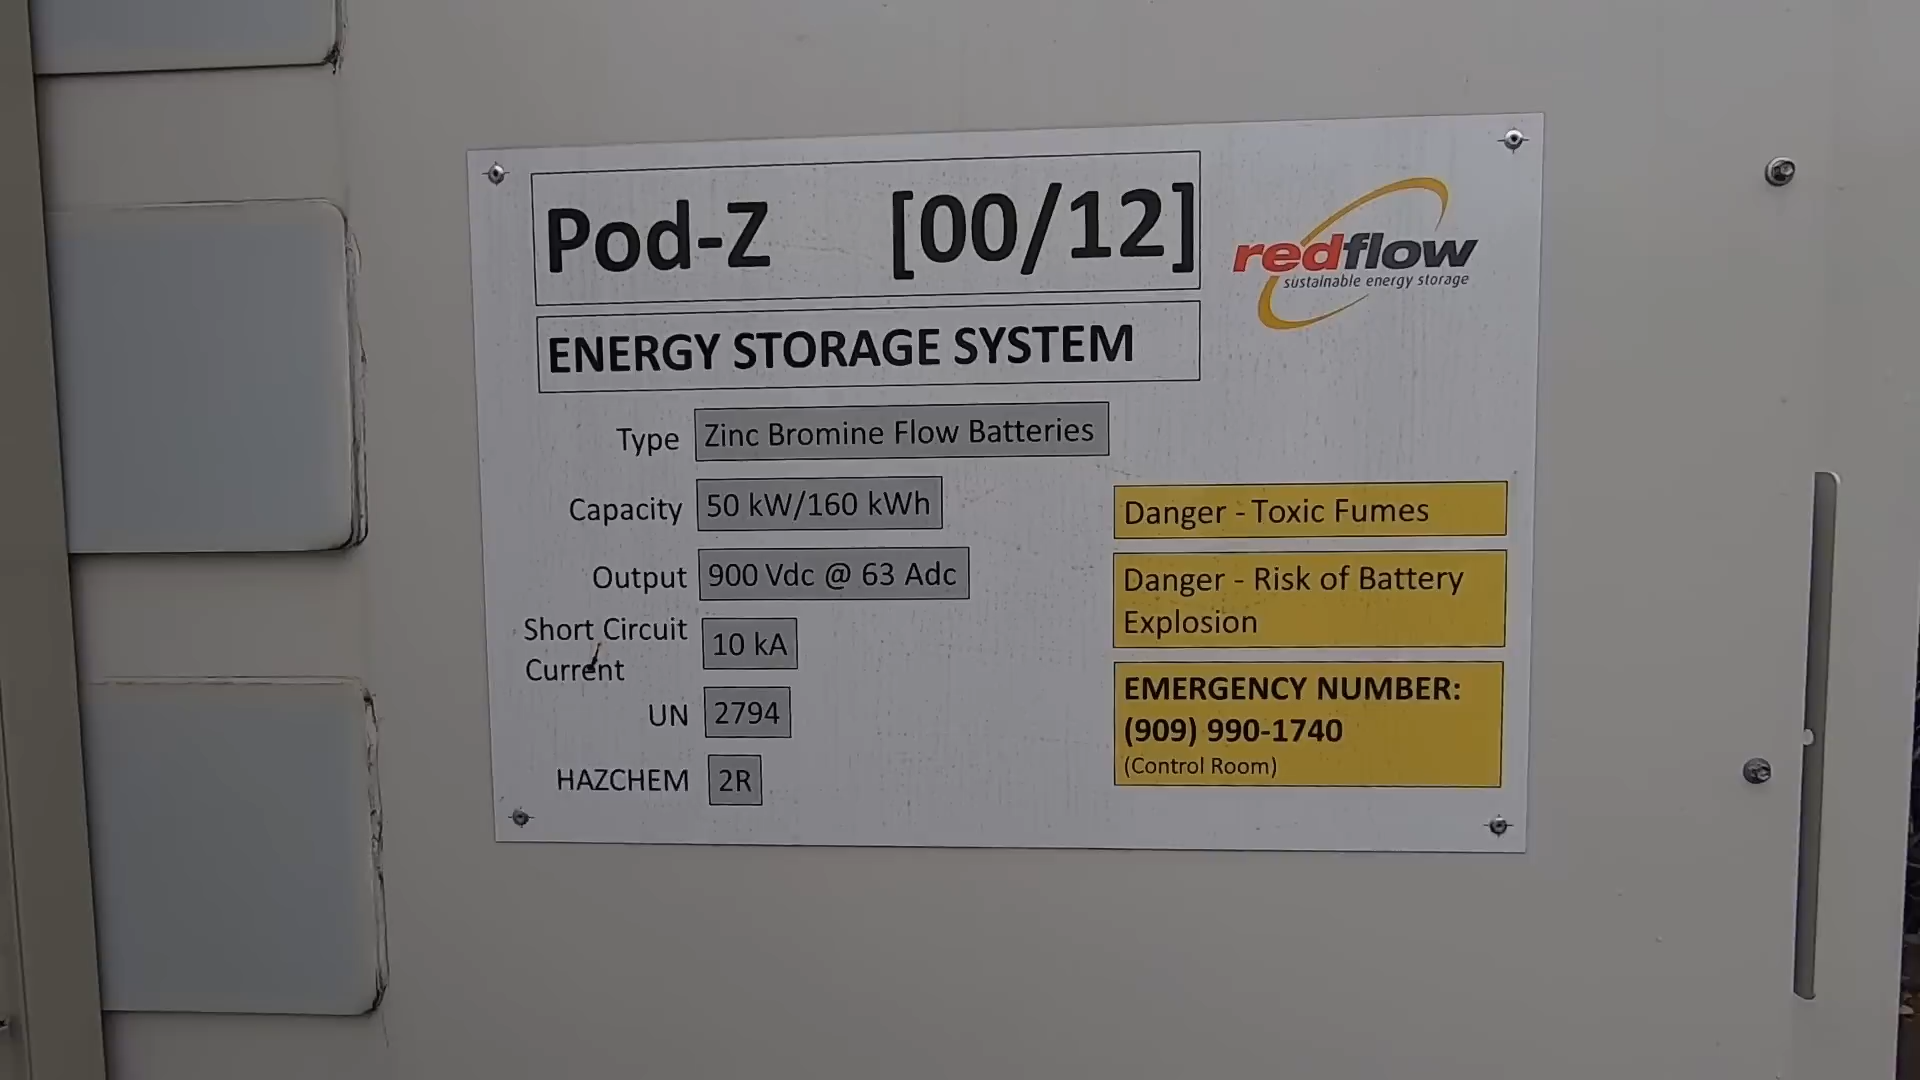 Pod-Z [00/12]
redflow
sustainable energy storage
ENERGY STORAGE SYSTEM
Type Zinc Bromine Flow Batteries
Capacity 50 kW/160 kWh
Output 900 Vdc @ 63 Adc
Short Circuit
Current
10 kA
UN 2794
HAZCHEM 2R
Danger - Toxic Fumes
Danger - Risk of Battery
Explosion
EMERGENCY NUMBER:
(909) 990-1740
(Control Room)